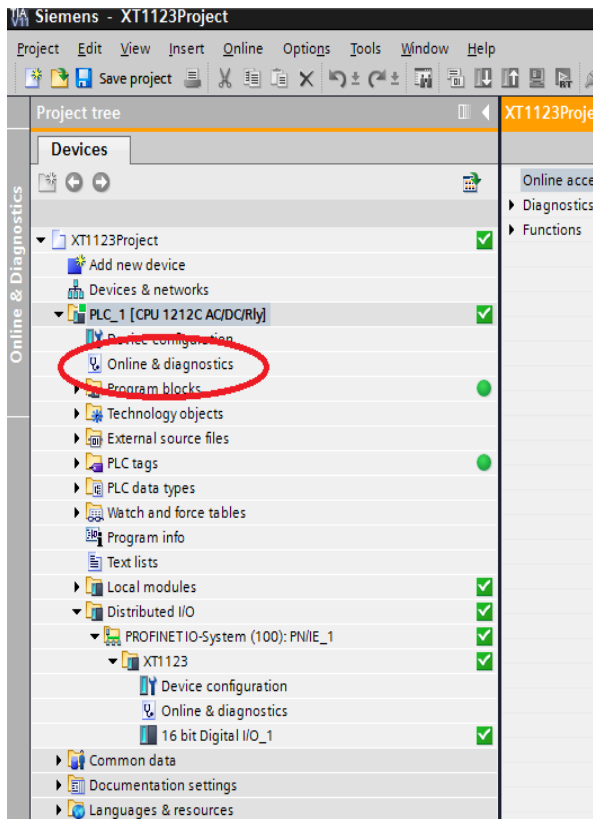 Siemens - XT1123Project
Project Edit View Insert Online Options Tools Window Help
Save project
Project tree
XT1123Proje
Devices
Online & Diagnostics
Online acce
Diagnostics
Functions
XT1123Project
Add new device
Devices & networks
PLC_1 [CPU 1212C AC/DC/Rly]
Device configuration
Online & diagnostics
Program blocks
Technology objects
External source files
PLC tags
PLC data types
Watch and force tables
Program info
Text lists
Local modules
Distributed I/O
PROFINET IO-System (100): PN/IE_1
XT1123
Device configuration
Online & diagnostics
16 bit Digital I/O_1
Common data
Documentation settings
Languages & resources